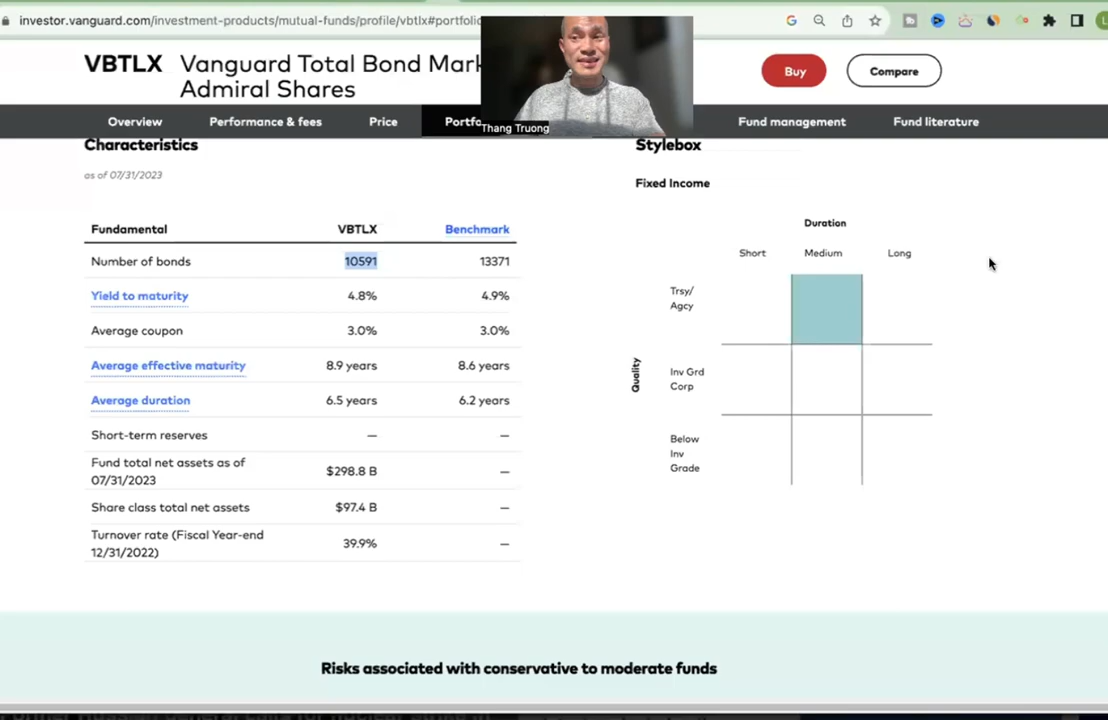 investor.vanguard.com/investment-products/mutual-funds/profile/vbtlx#portfolio
VBTLX Vanguard Total Bond Mark
Admiral Shares
Buy
Compare
Overview
Performance & fees
Price
Portfo
Thang Truong
Fund management
Fund literature
Characteristics
as of 07/31/2023
Fundamental VBTLX Benchmark
Number of bonds 10591 13371
Yield to maturity 4.8% 4.9%
Average coupon 3.0% 3.0%
Average effective maturity 8.9 years 8.6 years
Average duration 6.5 years 6.2 years
Short-term reserves — —
Fund total net assets as of
07/31/2023 $298.8 B —
Share class total net assets $97.4 B —
Turnover rate (Fiscal Year-end
12/31/2022) 39.9% —
Stylebox
Fixed Income
Duration
Short Medium Long
Quality
Trsy/
Agcy
Inv Grd
Corp
Below
Inv
Grade
Risks associated with conservative to moderate funds